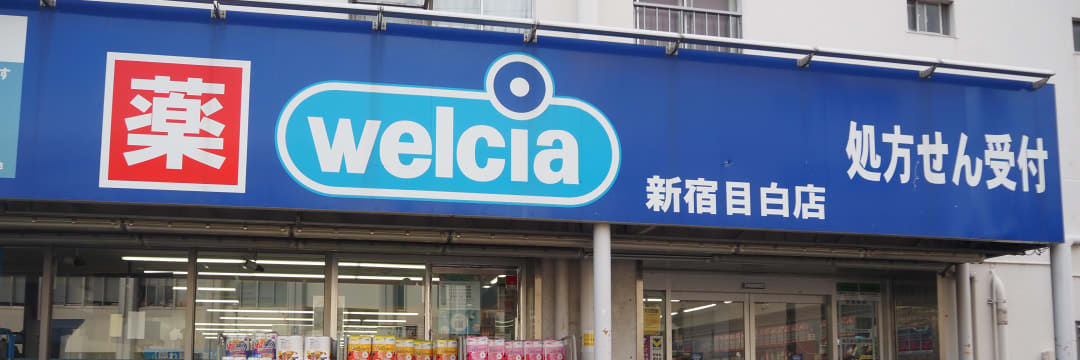 薬
welcia
新宿目白店
処方せん受付